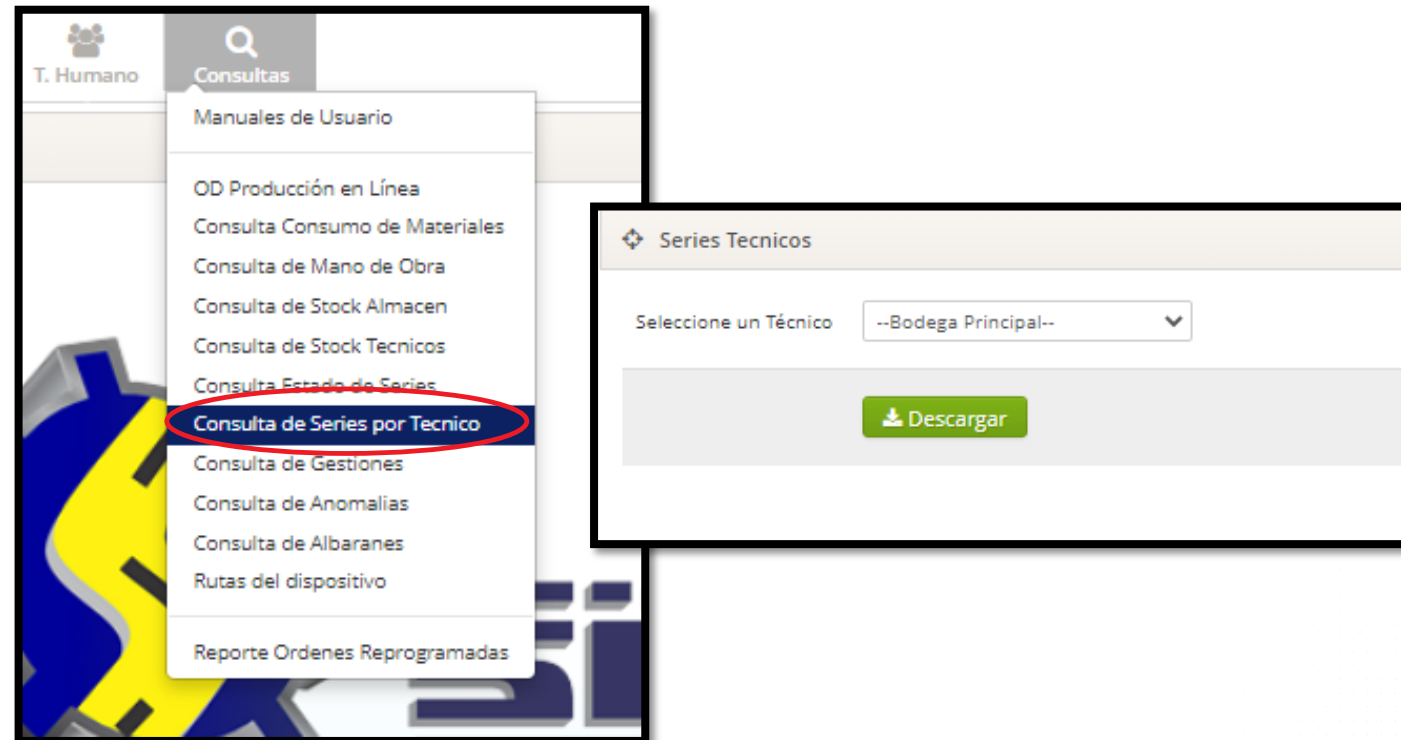 T. Humano
Consultas
Manuales de Usuario
OD Producción en Línea
Consulta Consumo de Materiales
Consulta de Mano de Obra
Consulta de Stock Almacen
Consulta de Stock Tecnicos
Consulta Estado de Series
Consulta de Series por Tecnico
Consulta de Gestiones
Consulta de Anomalias
Consulta de Albaranes
Rutas del dispositivo
Reporte Ordenes Reprogramadas
Series Tecnicos
Seleccione un Técnico
--Bodega Principal--
Descargar